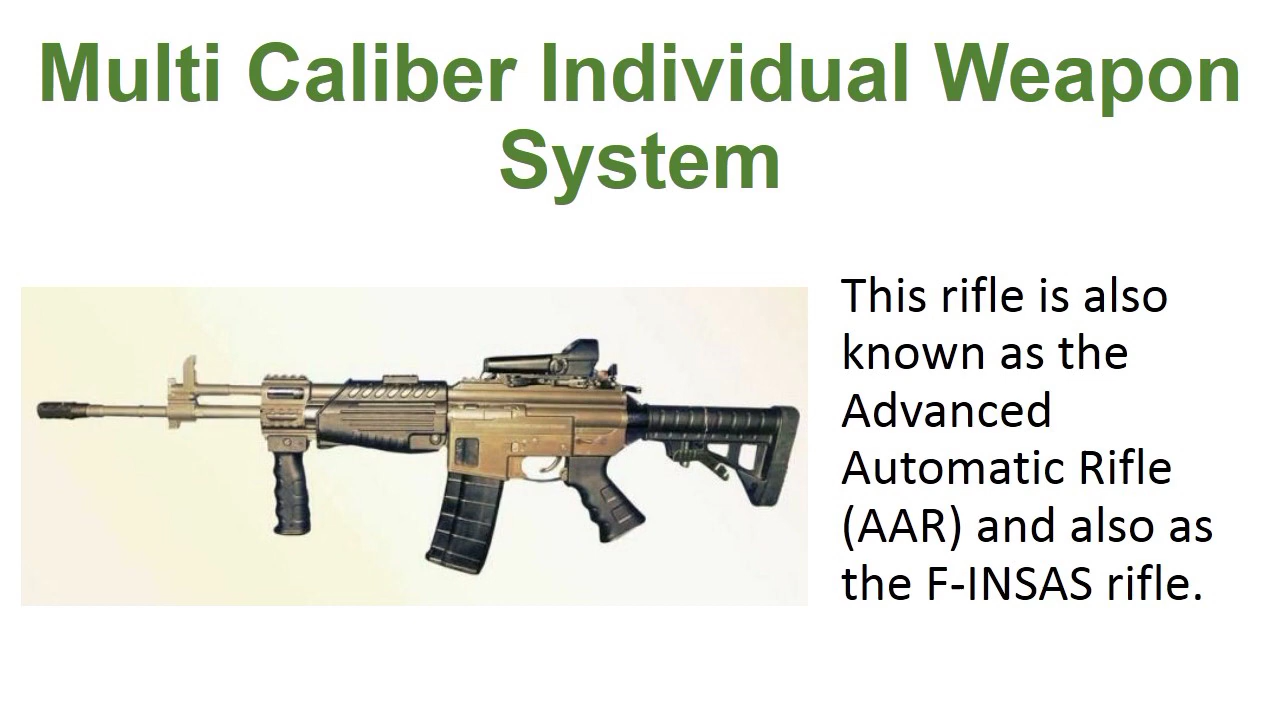 Multi Caliber Individual Weapon
System
This rifle is also
known as the
Advanced
Automatic Rifle
(AAR) and also as
the F-INSAS rifle.